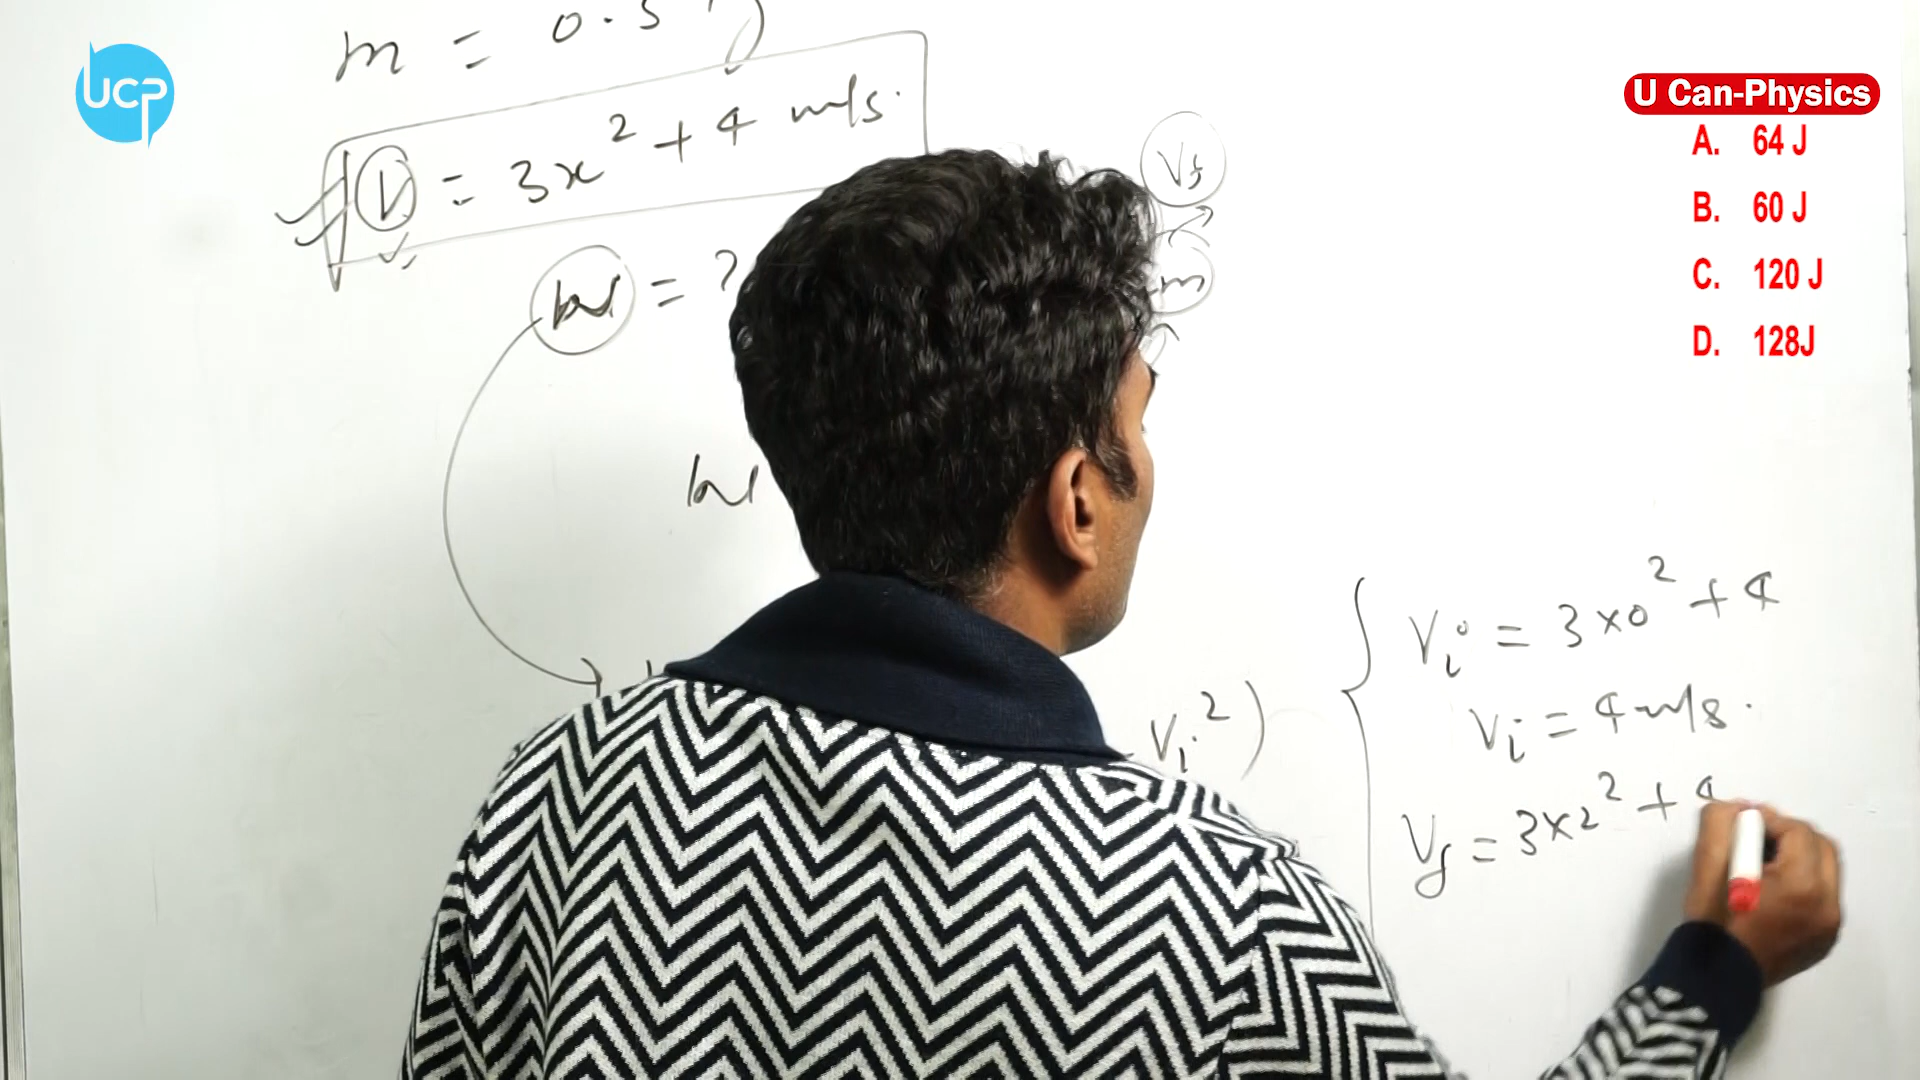 UCP
U Can-Physics
A. 64 J
B. 60 J
C. 120 J
D. 128J
m = 0.5
V = 3x² + 4 m/s.
W = ?
Vf
m
W
Vi²)
Vi = 3×0² + 4
Vi = 4 m/s.
Vf = 3×2² + 4